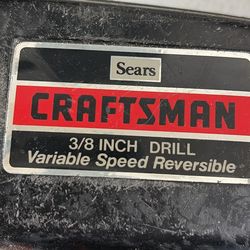 Sears
CRAFTSMAN
3/8 INCH DRILL
Variable Speed Reversible